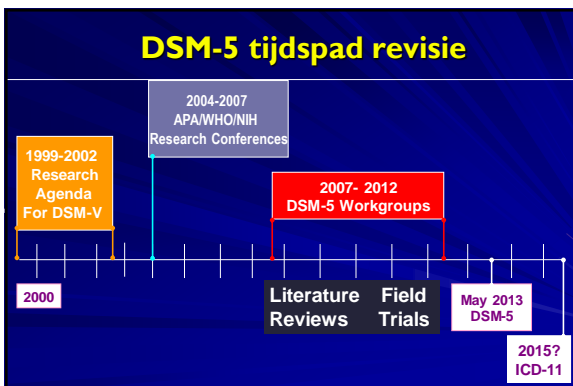 DSM-5 tijdspad revisie
2004-2007
APA/WHO/NIH
Research Conferences
1999-2002
Research
Agenda
For DSM-V
2007- 2012
DSM-5 Workgroups
2000
Literature Field
Reviews Trials
May 2013
DSM-5
2015?
ICD-11